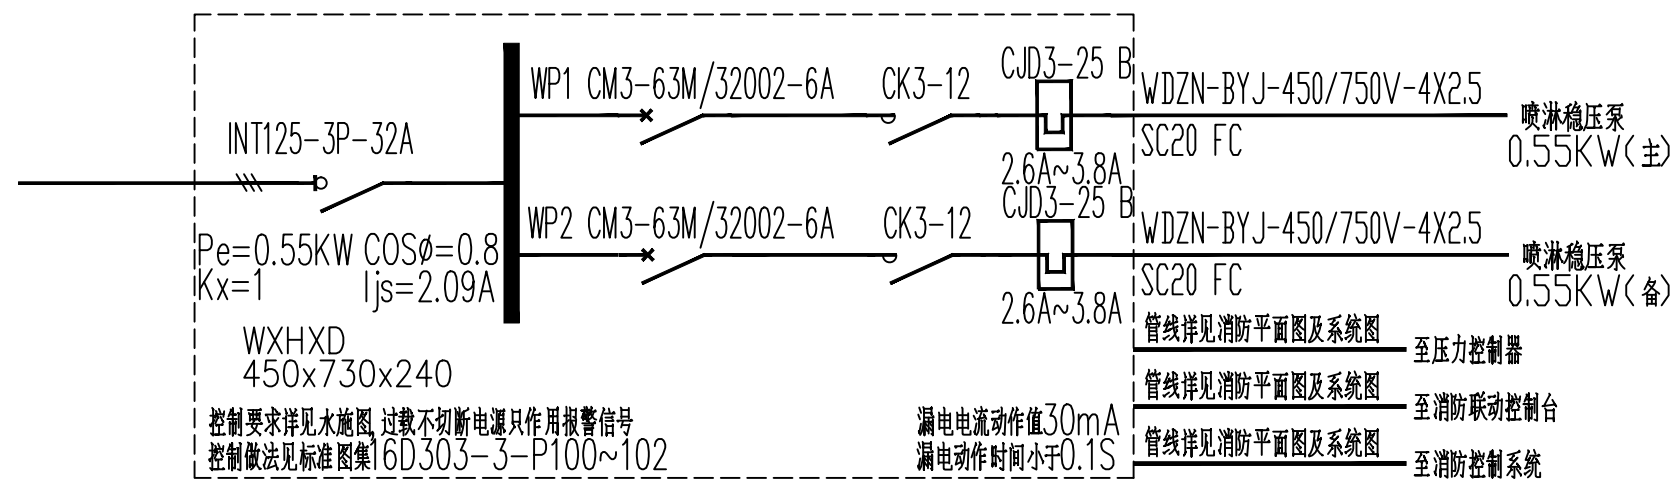 INT125-3P-32A
Pe=0.55KW COSø=0.8
Kx=1 Ijs=2.09A
WXHXD
450x730x240
控制要求详见水施图,过载不切断电源只作用报警信号
控制做法见标准图集16D303-3-P100~102
WP1 CM3-63M/32002-6A CK3-12 CJD3-25 B
2.6A~3.8A
WDZN-BYJ-450/750V-4X2.5
SC20 FC
喷淋稳压泵
0.55KW(主)
WP2 CM3-63M/32002-6A CK3-12 CJD3-25 B
2.6A~3.8A
WDZN-BYJ-450/750V-4X2.5
SC20 FC
喷淋稳压泵
0.55KW(备)
管线详见消防平面图及系统图 至压力控制器
管线详见消防平面图及系统图 至消防联动控制台
管线详见消防平面图及系统图 至消防控制系统
漏电电流动作值30mA
漏电动作时间小于0.1S